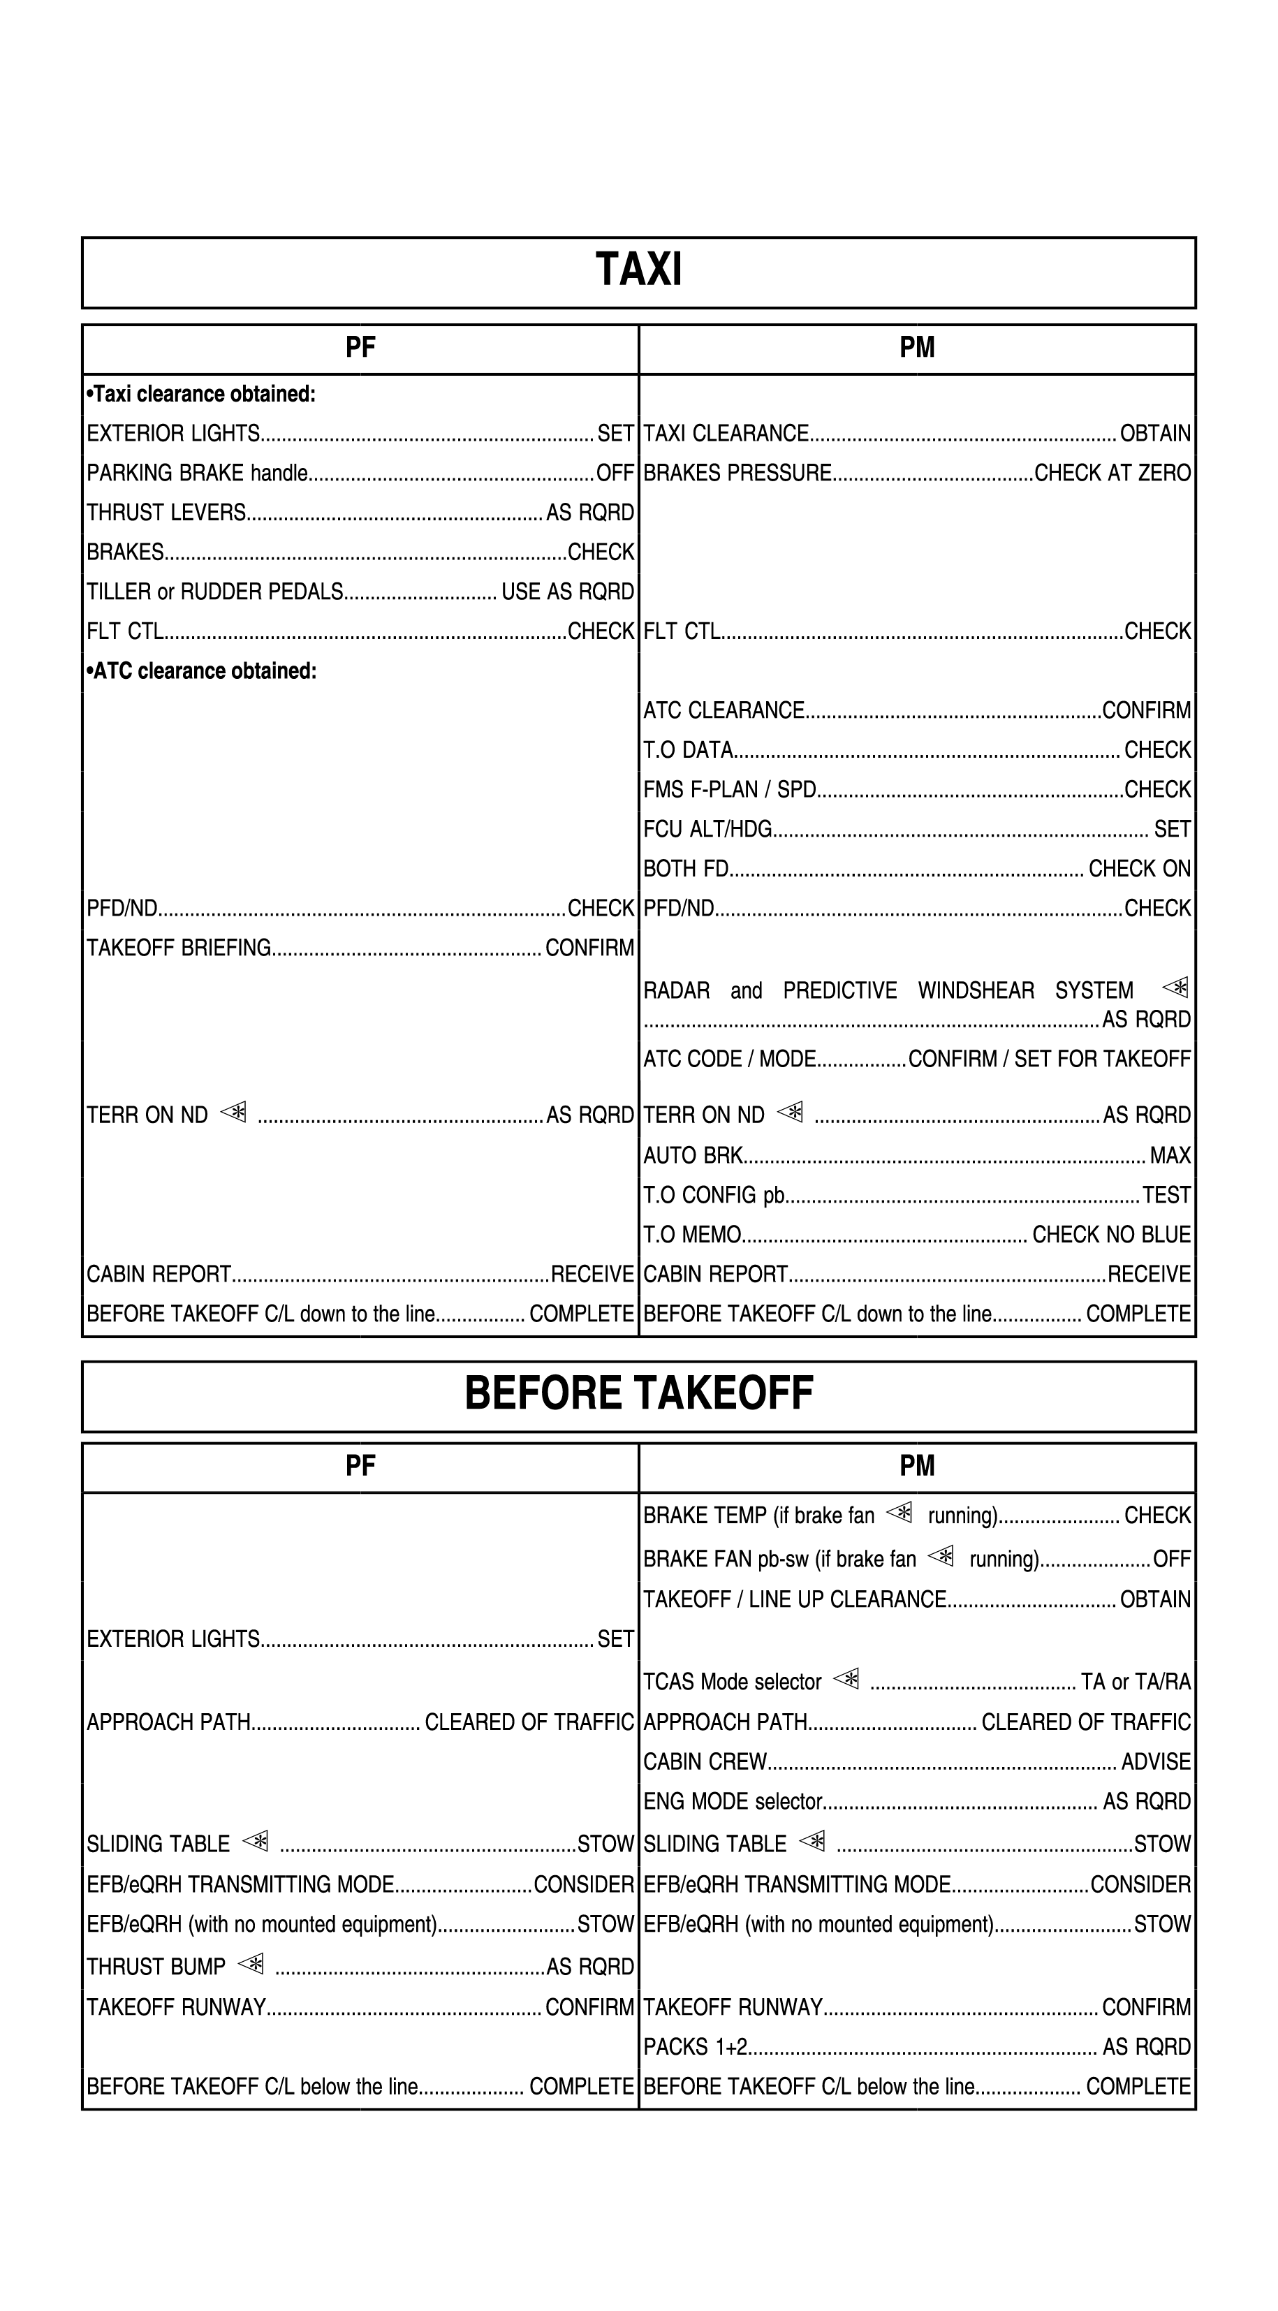 TAXI
PF PM
•Taxi clearance obtained:
EXTERIOR LIGHTS............................................................... SET TAXI CLEARANCE.......................................................... OBTAIN
PARKING BRAKE handle...................................................... OFF BRAKES PRESSURE......................................CHECK AT ZERO
THRUST LEVERS........................................................ AS RQRD
BRAKES............................................................................CHECK
TILLER or RUDDER PEDALS............................. USE AS RQRD
FLT CTL............................................................................CHECK FLT CTL............................................................................CHECK
•ATC clearance obtained:
ATC CLEARANCE........................................................CONFIRM
T.O DATA......................................................................... CHECK
FMS F-PLAN / SPD..........................................................CHECK
FCU ALT/HDG....................................................................... SET
BOTH FD................................................................... CHECK ON
PFD/ND.............................................................................CHECK PFD/ND.............................................................................CHECK
TAKEOFF BRIEFING................................................... CONFIRM
RADAR and PREDICTIVE WINDSHEAR SYSTEM
......................................................................................AS RQRD
ATC CODE / MODE.................CONFIRM / SET FOR TAKEOFF
TERR ON ND ......................................................AS RQRD TERR ON ND ......................................................AS RQRD
AUTO BRK............................................................................ MAX
T.O CONFIG pb................................................................... TEST
T.O MEMO...................................................... CHECK NO BLUE
CABIN REPORT............................................................RECEIVE CABIN REPORT............................................................RECEIVE
BEFORE TAKEOFF C/L down to the line................. COMPLETE BEFORE TAKEOFF C/L down to the line................. COMPLETE
BEFORE TAKEOFF
PF PM
BRAKE TEMP (if brake fan running)....................... CHECK
BRAKE FAN pb-sw (if brake fan running).....................OFF
TAKEOFF / LINE UP CLEARANCE................................ OBTAIN
EXTERIOR LIGHTS............................................................... SET
TCAS Mode selector ....................................... TA or TA/RA
APPROACH PATH................................ CLEARED OF TRAFFIC APPROACH PATH................................ CLEARED OF TRAFFIC
CABIN CREW.................................................................. ADVISE
ENG MODE selector.................................................... AS RQRD
SLIDING TABLE ........................................................STOW SLIDING TABLE ........................................................STOW
EFB/eQRH TRANSMITTING MODE..........................CONSIDER EFB/eQRH TRANSMITTING MODE..........................CONSIDER
EFB/eQRH (with no mounted equipment)..........................STOW EFB/eQRH (with no mounted equipment)..........................STOW
THRUST BUMP ...................................................AS RQRD
TAKEOFF RUNWAY.................................................... CONFIRM TAKEOFF RUNWAY.................................................... CONFIRM
PACKS 1+2.................................................................. AS RQRD
BEFORE TAKEOFF C/L below the line.................... COMPLETE BEFORE TAKEOFF C/L below the line.................... COMPLETE